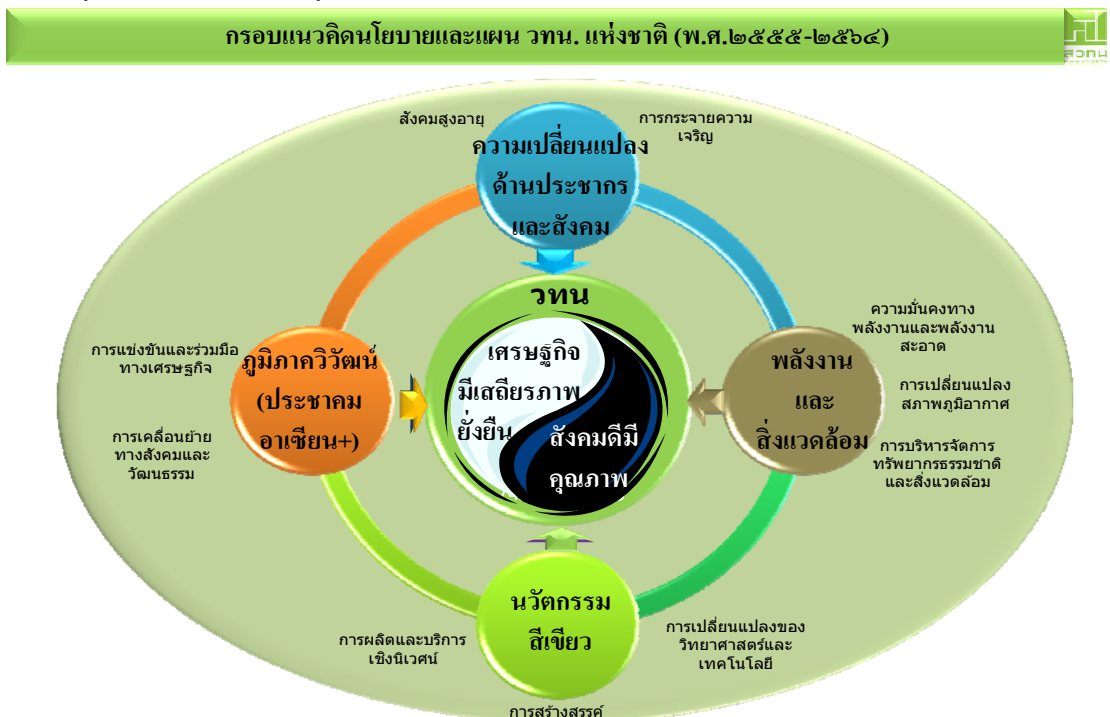 กรอบแนวคิดนโยบายและแผน วทน. แห่งชาติ (พ.ศ.๒๕๕๕-๒๕๖๔)
สวทน
สังคมสูงอายุ
การกระจายความ
เจริญ
ความเปลี่ยนแปลง
ด้านประชากร
และสังคม
วทน
เศรษฐกิจ
มีเสถียรภาพ
ยั่งยืน
สังคมดีมี
คุณภาพ
การแข่งขันและร่วมมือ
ทางเศรษฐกิจ
การเคลื่อนย้าย
ทางสังคมและ
วัฒนธรรม
ภูมิภาควิวัฒน์
(ประชาคม
อาเซียน+)
พลังงาน
และ
สิ่งแวดล้อม
ความมั่นคงทาง
พลังงานและพลังงาน
สะอาด
การเปลี่ยนแปลง
สภาพภูมิอากาศ
การบริหารจัดการ
ทรัพยากรธรรมชาติ
และสิ่งแวดล้อม
นวัตกรรม
สีเขียว
การผลิตและบริการ
เชิงนิเวศน์
การเปลี่ยนแปลงของ
วิทยาศาสตร์และ
เทคโนโลยี
การสร้างสรรค์